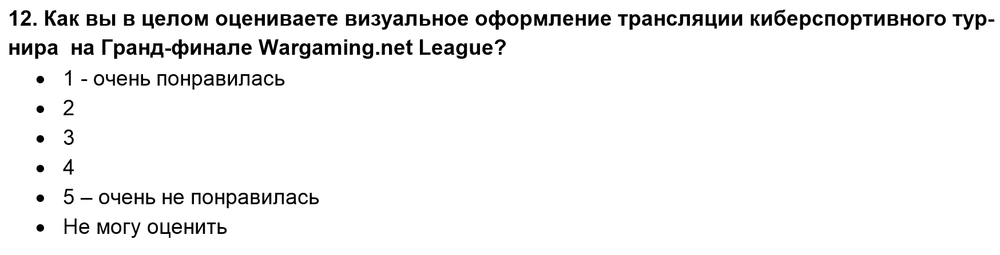 12. Как вы в целом оцениваете визуальное оформление трансляции киберспортивного тур-
нира  на Гранд-финале Wargaming.net League?
• 1 - очень понравилась
• 2
• 3
• 4
• 5 – очень не понравилась
• Не могу оценить